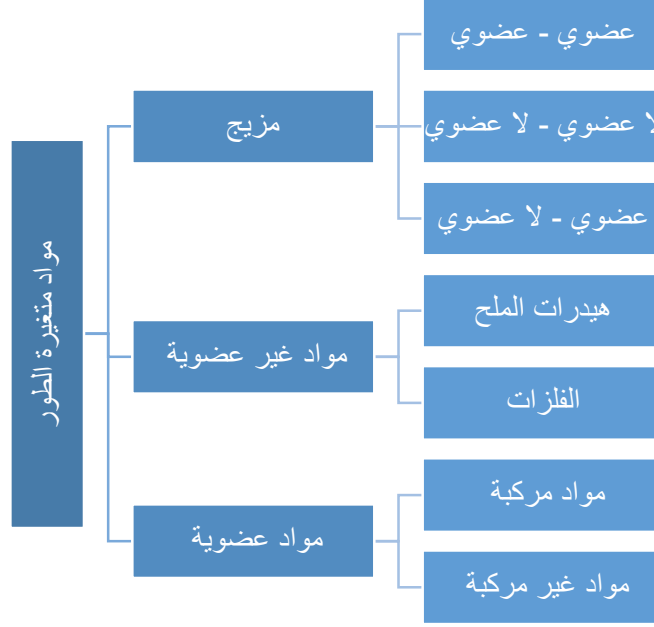 مواد متغيرة الطور
مزيج
عضوي - عضوي
لا عضوي - لا عضوي
عضوي - لا عضوي
مواد غير عضوية
هيدرات الملح
الفلزات
مواد عضوية
مواد مركبة
مواد غير مركبة